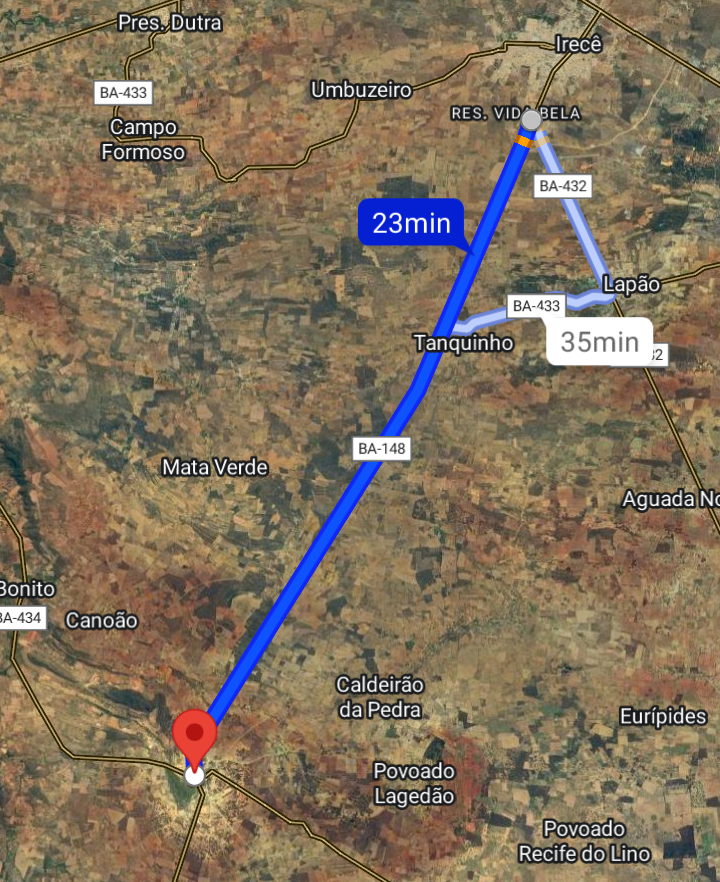 Pres. Dutra
Irecê
BA-433
Umbuzeiro
RES. VIDA BELA
Campo
Formoso
BA-432
23min
Lapão
BA-433
Tanquinho
35min
BA-148
Mata Verde
Aguada No
Bonito
BA-434
Canoão
Caldeirão
da Pedra
Eurípides
Povoado
Lagedão
Povoado
Recife do Lino